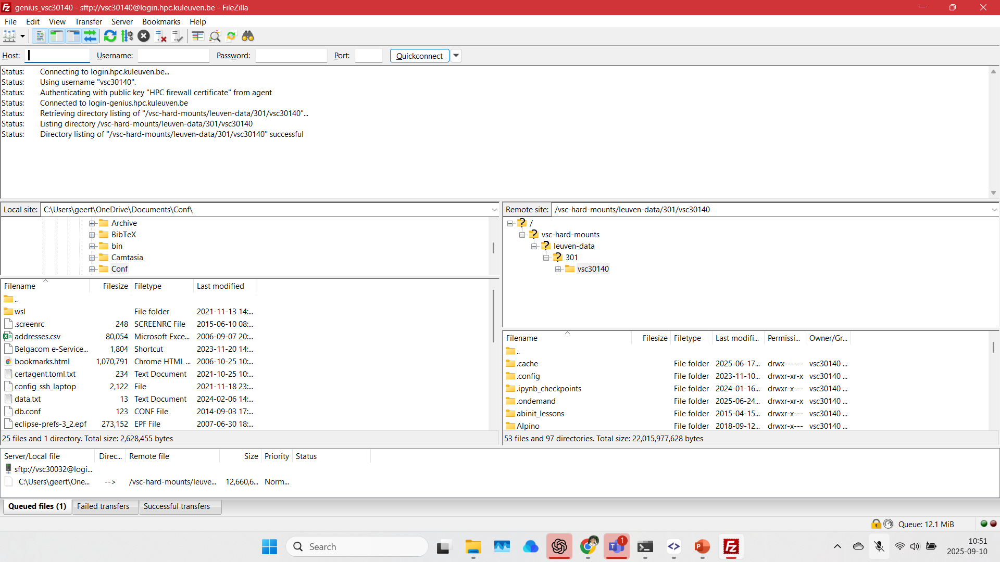 genius_vsc30140 - sftp://vsc30140@login.hpc.kuleuven.be - FileZilla
File Edit View Transfer Server Bookmarks Help
Host: Username: Password: Port: Quickconnect
Status: Connecting to login.hpc.kuleuven.be...
Status: Using username "vsc30140".
Status: Authenticating with public key "HPC firewall certificate" from agent
Status: Connected to login-genius.hpc.kuleuven.be
Status: Retrieving directory listing of "/vsc-hard-mounts/leuven-data/301/vsc30140"...
Status: Listing directory /vsc-hard-mounts/leuven-data/301/vsc30140
Status: Directory listing of "/vsc-hard-mounts/leuven-data/301/vsc30140" successful
Local site: C:\Users\geert\OneDrive\Documents\Conf\
Archive
BibTeX
bin
Camtasia
Conf
Filename Filesize Filetype Last modified
..
wsl File folder 2021-11-13 14:...
.screenrc 248 SCREENRC File 2015-06-10 08:...
addresses.csv 80,054 Microsoft Exce... 2006-09-07 20:...
Belgacom e-Service... 1,804 Shortcut 2023-11-20 14:...
bookmarks.html 1,070,791 Chrome HTML ... 2006-10-25 10:...
certagent.toml.txt 234 Text Document 2021-10-25 10:...
config_ssh_laptop 2,122 File 2021-11-18 23:...
data.txt 13 Text Document 2024-02-06 14:...
db.conf 123 CONF File 2014-09-03 17:...
eclipse-prefs-3_2.epf 273,152 EPF File 2007-06-30 18:...
25 files and 1 directory. Total size: 2,628,455 bytes
Remote site: /vsc-hard-mounts/leuven-data/301/vsc30140
/
vsc-hard-mounts
leuven-data
301
vsc30140
Filename Filesize Filetype Last modifi... Permissi... Owner/Gr...
..
.cache File folder 2025-06-17... drwx------ vsc30140 ...
.config File folder 2023-11-10... drwxr-xr-x vsc30140 ...
.ipynb_checkpoints File folder 2024-01-16... drwxr-x--- vsc30140 ...
.ondemand File folder 2025-06-24... drwxr-xr-x vsc30140 ...
abinit_lessons File folder 2015-04-15... drwxr-x--- vsc30140 ...
Alpino File folder 2018-09-12... drwxr-x--- vsc30140 ...
53 files and 97 directories. Total size: 22,015,977,628 bytes
Server/Local file Direc... Remote file Size Priority Status
sftp://vsc30032@logi...
C:\Users\geert\One... --> /vsc-hard-mounts/leuve... 12,660,6... Norm...
Queued files (1) Failed transfers Successful transfers
Queue: 12.1 MiB
Search
1
10:51
2025-09-10